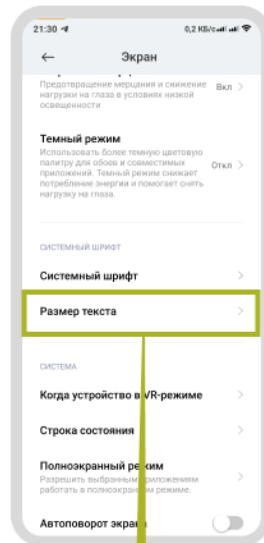 21:30
0,2 КБ/с
Экран
Предотвращение мерцания и снижение
нагрузки на глаза в условиях низкой
освещенности
Вкл
Темный режим
Использовать более темную цветовую
палитру для обоев и совместимых
приложений. Темный режим снижает
потребление энергии и помогает снять
нагрузку на глаза.
Откл
СИСТЕМНЫЙ ШРИФТ
Системный шрифт
Размер текста
СИСТЕМА
Когда устройство в VR-режиме
Строка состояния
Полноэкранный режим
Разрешить выбранным приложениям
работать в полноэкранном режиме.
Автоповорот экрана